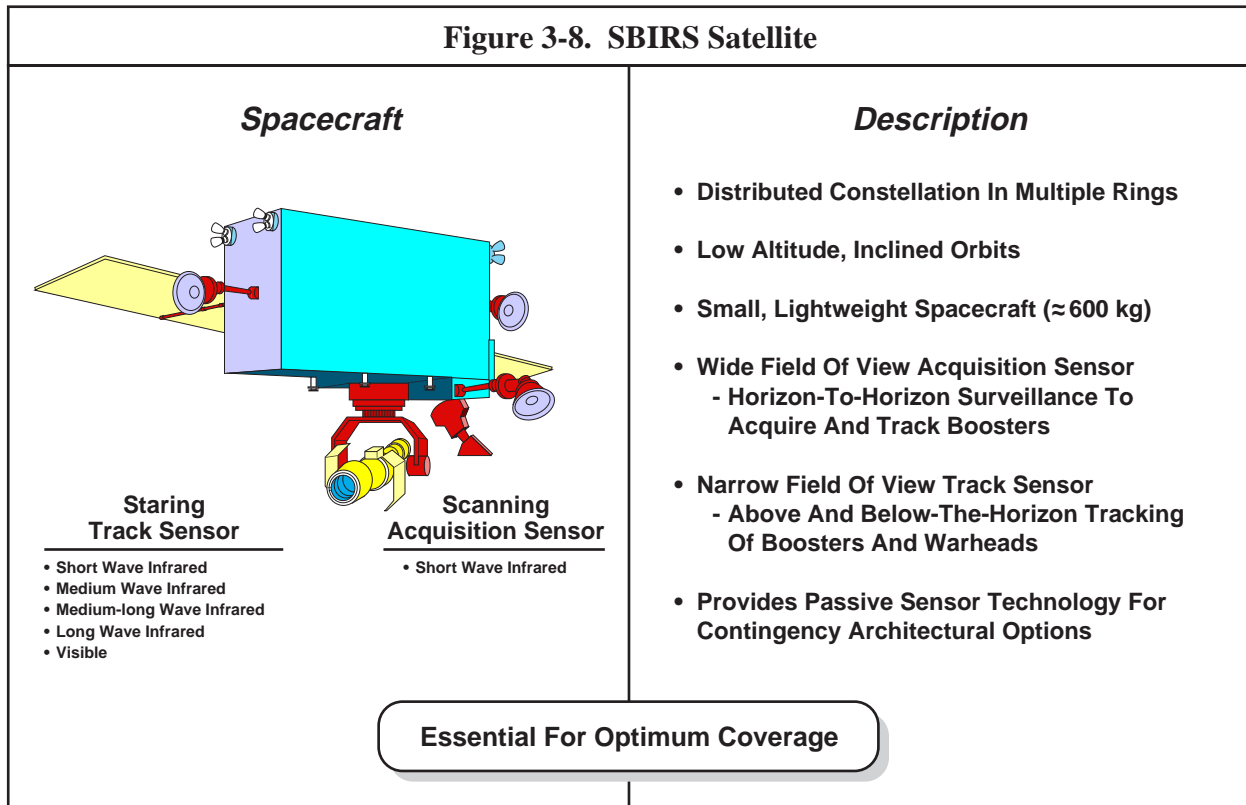 Figure 3-8. SBIRS Satellite
Spacecraft
Staring
Track Sensor
• Short Wave Infrared
• Medium Wave Infrared
• Medium-long Wave Infrared
• Long Wave Infrared
• Visible
Scanning
Acquisition Sensor
• Short Wave Infrared
Description
• Distributed Constellation In Multiple Rings
• Low Altitude, Inclined Orbits
• Small, Lightweight Spacecraft (≈ 600 kg)
• Wide Field Of View Acquisition Sensor
- Horizon-To-Horizon Surveillance To
Acquire And Track Boosters
• Narrow Field Of View Track Sensor
- Above And Below-The-Horizon Tracking
Of Boosters And Warheads
• Provides Passive Sensor Technology For
Contingency Architectural Options
Essential For Optimum Coverage